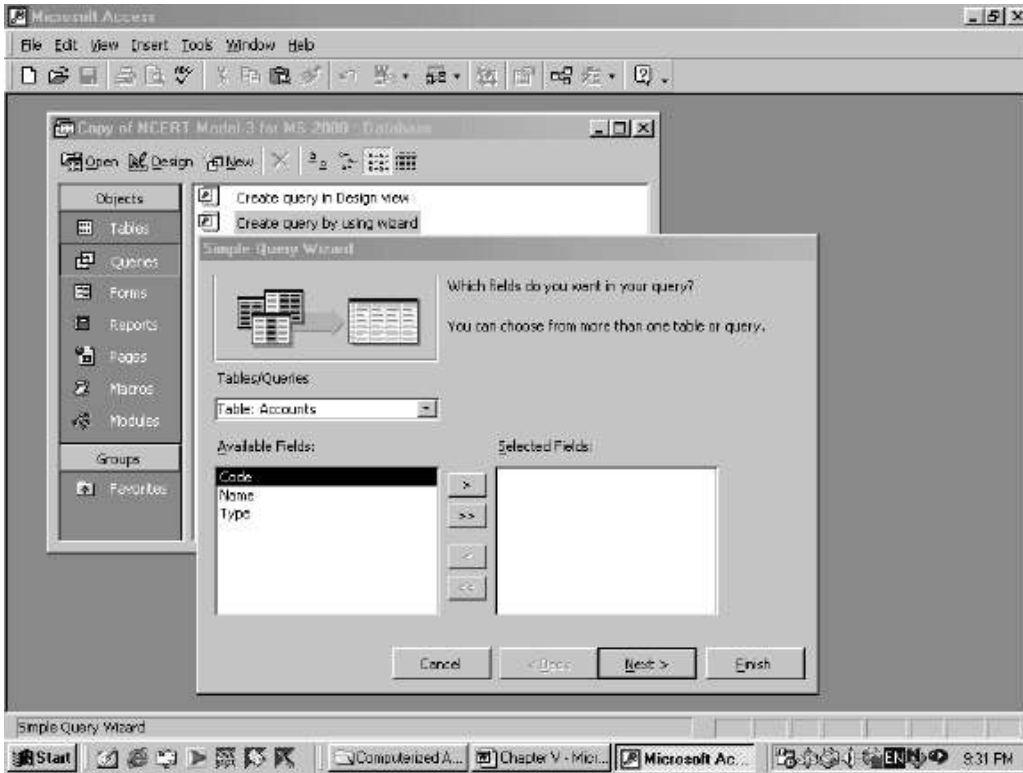 Microsoft Access
File Edit View Insert Tools Window Help
Copy of NCERT Model-3 for MS 2000 : Database
Open Design New
Objects
Create query in Design view
Tables
Create query by using wizard
Simple Query Wizard
Queries
Forms
Reports
Pages
Macros
Modules
Groups
Favorites
Which fields do you want in your query?
You can choose from more than one table or query.
Tables/Queries
Table: Accounts
Available Fields:
Selected Fields:
Code
Name
Type
>
>>
<
<<
Cancel
< Back
Next >
Finish
Simple Query Wizard
Start
Computerized A...
Chapter V - Micr...
Microsoft Ac...
EN
9:31 PM